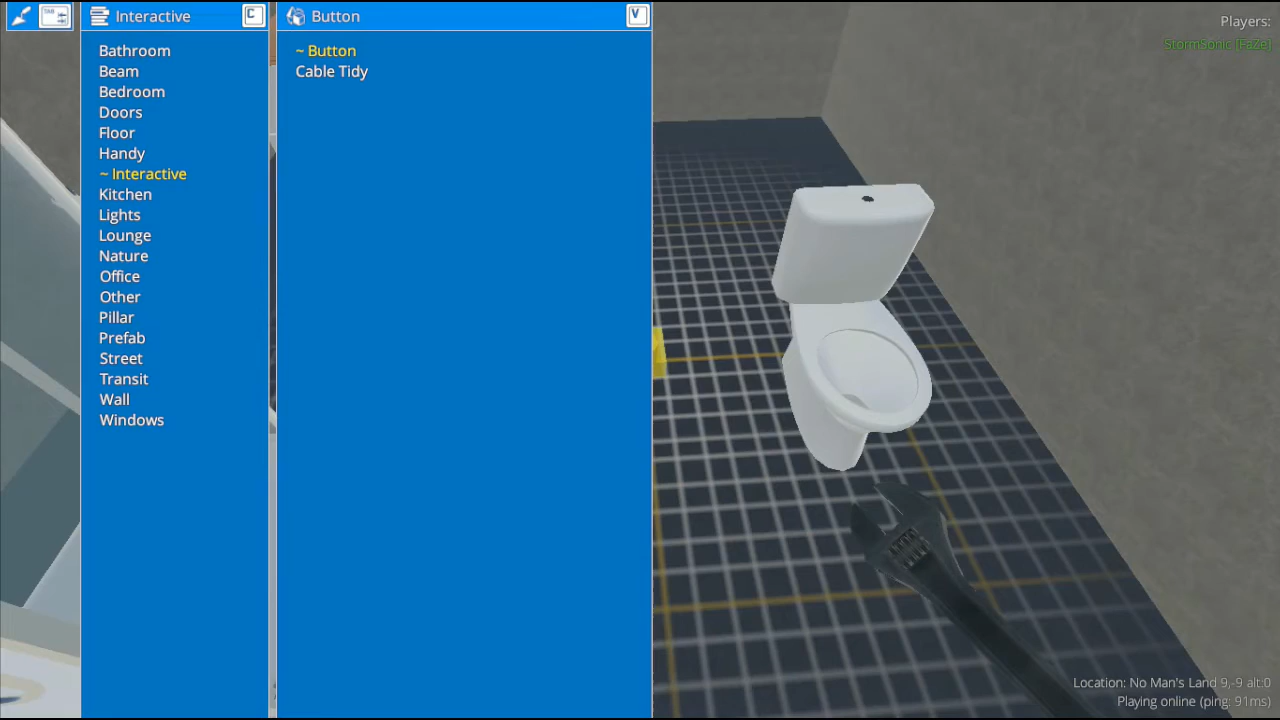 TAB
Interactive
C
Bathroom
Beam
Bedroom
Doors
Floor
Handy
~ Interactive
Kitchen
Lights
Lounge
Nature
Office
Other
Pillar
Prefab
Street
Transit
Wall
Windows
Button
V
~ Button
Cable Tidy
Players:
StormSonic [FaZe]
Location: No Man's Land 9,-9 alt:0
Playing online (ping: 91ms)